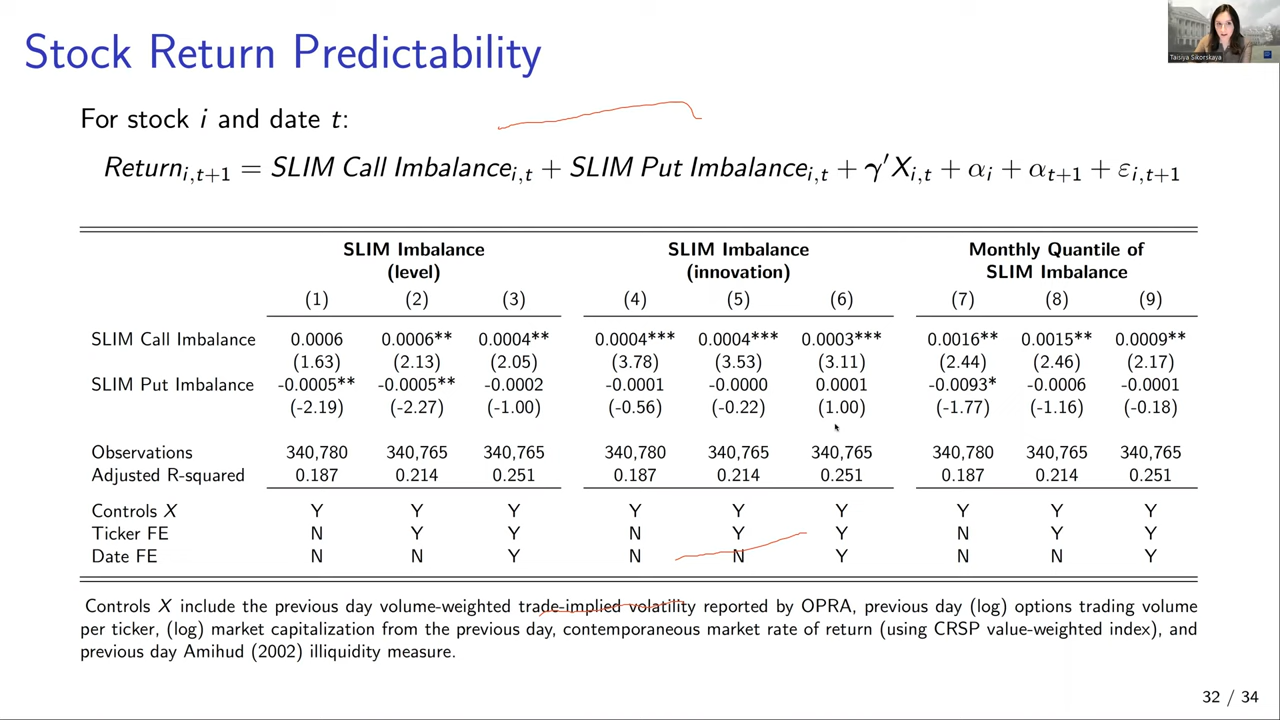 Stock Return Predictability
Taisiya Sikorskaya
For stock i and date t:
Return_{i,t+1} = SLIM Call Imbalance_{i,t} + SLIM Put Imbalance_{i,t} + γ′X_{i,t} + α_i + α_{t+1} + ε_{i,t+1}
SLIM Imbalance SLIM Imbalance Monthly Quantile of
(level) (innovation) SLIM Imbalance
(1) (2) (3) (4) (5) (6) (7) (8) (9)
SLIM Call Imbalance 0.0006 0.0006** 0.0004** 0.0004*** 0.0004*** 0.0003*** 0.0016** 0.0015** 0.0009**
(1.63) (2.13) (2.05) (3.78) (3.53) (3.11) (2.44) (2.46) (2.17)
SLIM Put Imbalance -0.0005** -0.0005** -0.0002 -0.0001 -0.0000 0.0001 -0.0093* -0.0006 -0.0001
(-2.19) (-2.27) (-1.00) (-0.56) (-0.22) (1.00) (-1.77) (-1.16) (-0.18)
Observations 340,780 340,765 340,765 340,780 340,765 340,765 340,780 340,765 340,765
Adjusted R-squared 0.187 0.214 0.251 0.187 0.214 0.251 0.187 0.214 0.251
Controls X Y Y Y Y Y Y Y Y Y
Ticker FE N Y Y N Y Y N Y Y
Date FE N N Y N N Y N N Y
Controls X include the previous day volume-weighted trade-implied volatility reported by OPRA, previous day (log) options trading volume
per ticker, (log) market capitalization from the previous day, contemporaneous market rate of return (using CRSP value-weighted index), and
previous day Amihud (2002) illiquidity measure.
32 / 34